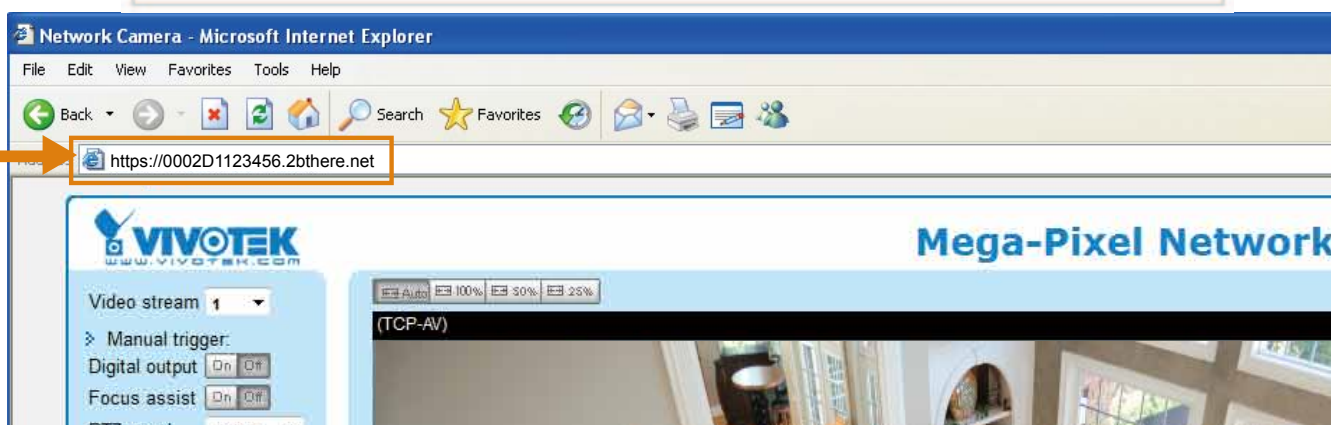 Network Camera - Microsoft Internet Explorer
File Edit View Favorites Tools Help
Back Search Favorites
https://0002D1123456.2bthere.net
VIVOTEK
www.vivotek.com
Mega-Pixel Network
Video stream 1
Auto 100% 50% 25%
Manual trigger:
(TCP-AV)
Digital output On Off
Focus assist On Off